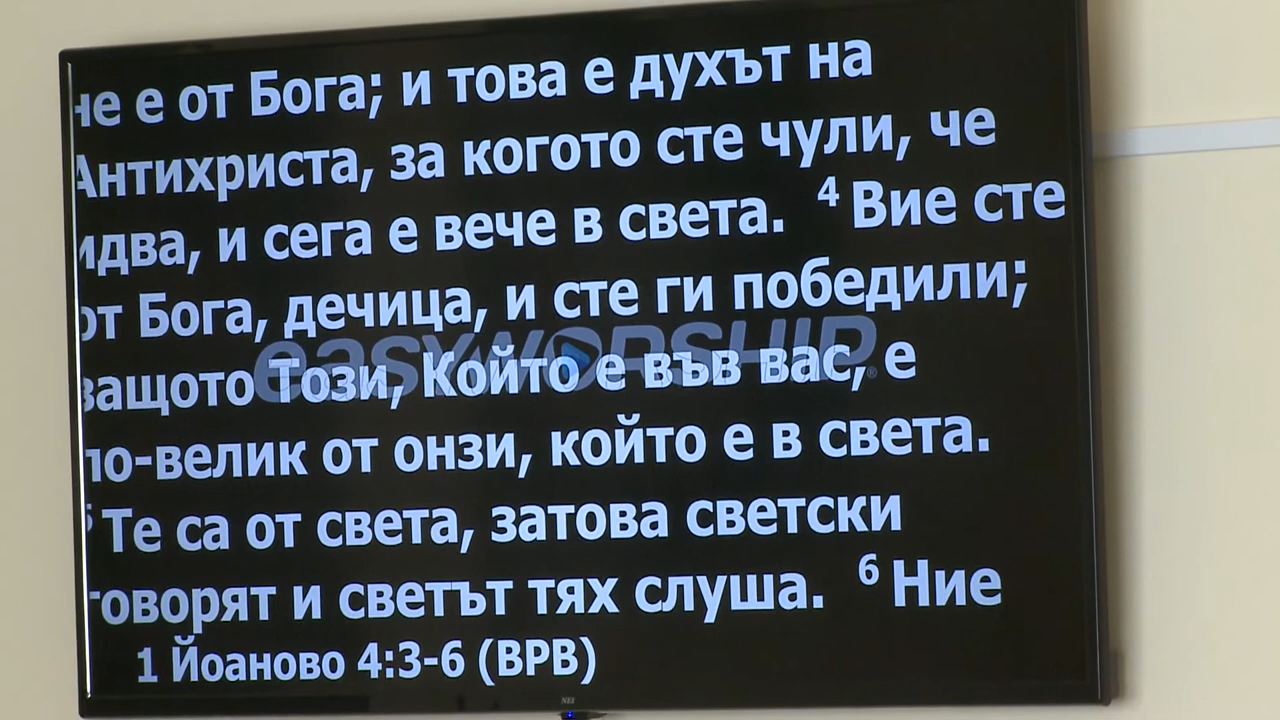 не е от Бога; и това е духът на
Антихриста, за когото сте чули, че
идва, и сега е вече в света. 4 Вие сте
от Бога, дечица, и сте ги победили;
защото Този, Който е във вас, е
easyworship®
по-велик от онзи, който е в света.
5 Те са от света, затова светски
говорят и светът тях слуша. 6 Ние
1 Йоаново 4:3-6 (ВРВ)
NEI